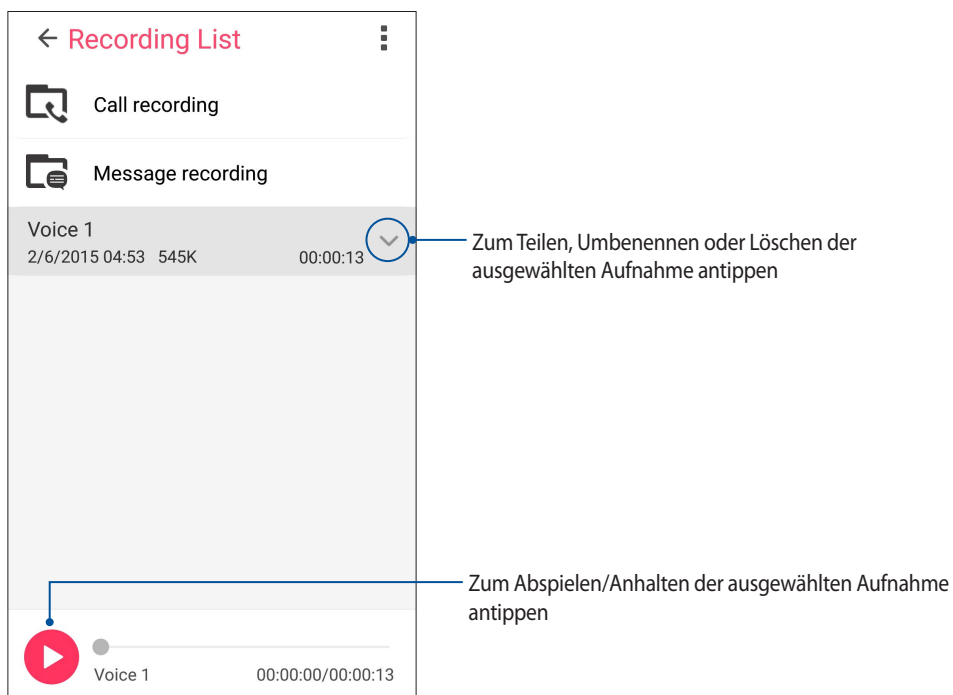 Recording List
Call recording
Message recording
Voice 1
2/6/2015 04:53 545K 00:00:13
Zum Teilen, Umbenennen oder Löschen der
ausgewählten Aufnahme antippen
Zum Abspielen/Anhalten der ausgewählten Aufnahme
antippen
Voice 1 00:00:00/00:00:13